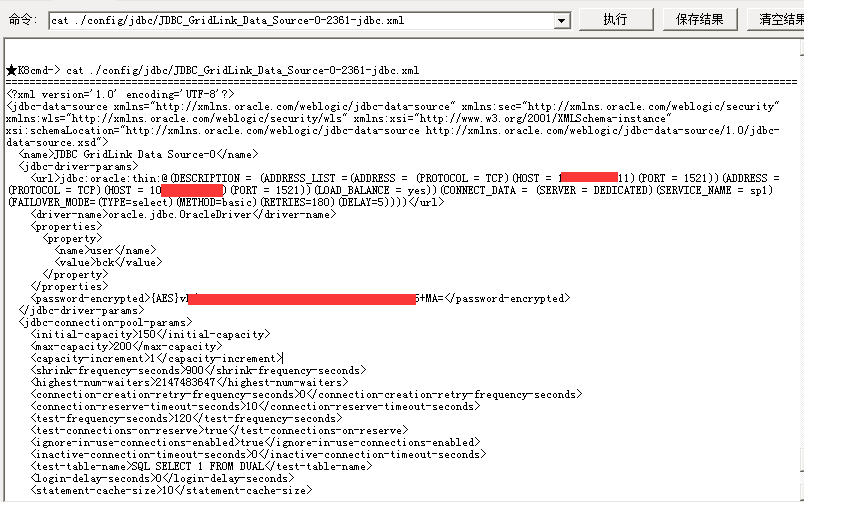 命令: cat ./config/jdbc/JDBC_GridLink_Data_Source-0-2361-jdbc.xml 执行 保存结果 清空结果
★K8cmd-> cat ./config/jdbc/JDBC_GridLink_Data_Source-0-2361-jdbc.xml
================================================================================
<?xml version='1.0' encoding='UTF-8'?>
<jdbc-data-source xmlns="http://xmlns.oracle.com/weblogic/jdbc-data-source" xmlns:sec="http://xmlns.oracle.com/weblogic/security"
xmlns:wls="http://xmlns.oracle.com/weblogic/security/wls" xmlns:xsi="http://www.w3.org/2001/XMLSchema-instance"
xsi:schemaLocation="http://xmlns.oracle.com/weblogic/jdbc-data-source http://xmlns.oracle.com/weblogic/jdbc-data-source/1.0/jdbc-
data-source.xsd">
<name>JDBC GridLink Data Source-0</name>
<jdbc-driver-params>
<url>jdbc:oracle:thin:@(DESCRIPTION = (ADDRESS_LIST =(ADDRESS = (PROTOCOL = TCP)(HOST = 1 11)(PORT = 1521))(ADDRESS =
(PROTOCOL = TCP)(HOST = 10 )(PORT = 1521))(LOAD_BALANCE = yes))(CONNECT_DATA = (SERVER = DEDICATED)(SERVICE_NAME = sp1)
(FAILOVER_MODE=(TYPE=select)(METHOD=basic)(RETRIES=180)(DELAY=5))))</url>
<driver-name>oracle.jdbc.OracleDriver</driver-name>
<properties>
<property>
<name>user</name>
<value>bck</value>
</property>
</properties>
<password-encrypted>{AES}v 5+MA=</password-encrypted>
</jdbc-driver-params>
<jdbc-connection-pool-params>
<initial-capacity>150</initial-capacity>
<max-capacity>200</max-capacity>
<capacity-increment>1</capacity-increment>
<shrink-frequency-seconds>900</shrink-frequency-seconds>
<highest-num-waiters>2147483647</highest-num-waiters>
<connection-creation-retry-frequency-seconds>0</connection-creation-retry-frequency-seconds>
<connection-reserve-timeout-seconds>10</connection-reserve-timeout-seconds>
<test-frequency-seconds>120</test-frequency-seconds>
<test-connections-on-reserve>true</test-connections-on-reserve>
<ignore-in-use-connections-enabled>true</ignore-in-use-connections-enabled>
<inactive-connection-timeout-seconds>0</inactive-connection-timeout-seconds>
<test-table-name>SQL SELECT 1 FROM DUAL</test-table-name>
<login-delay-seconds>0</login-delay-seconds>
<statement-cache-size>10</statement-cache-size>